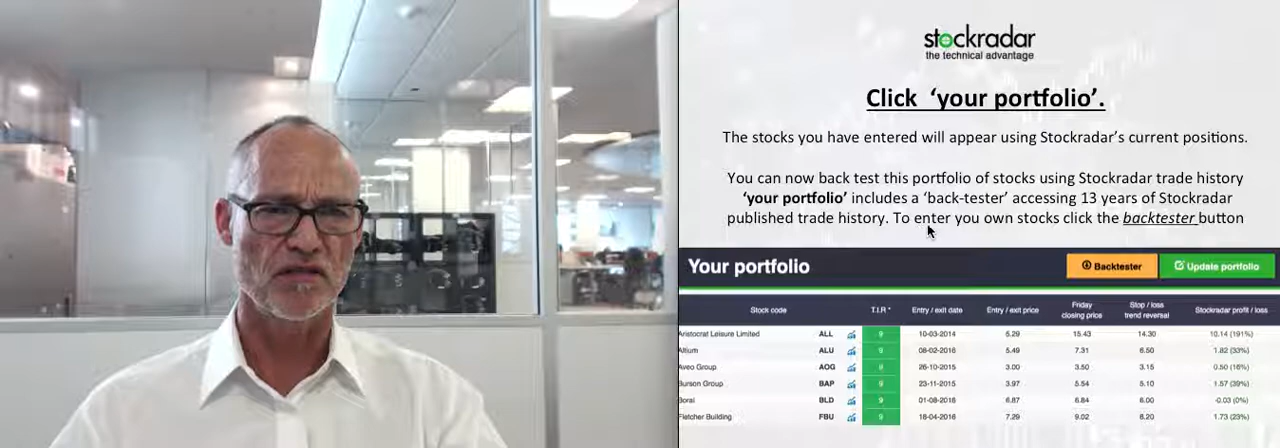 stockradar
the technical advantage
Click ‘your portfolio’.
The stocks you have entered will appear using Stockradar’s current positions.
You can now back test this portfolio of stocks using Stockradar trade history
‘your portfolio’ includes a ‘back-tester’ accessing 13 years of Stockradar
published trade history. To enter you own stocks click the backtester button
Your portfolio Backtester Update portfolio
Stock code T.I.R Entry / exit date Entry / exit price Friday closing price Stop / loss trend reversal Stockradar profit / loss
Aristocrat Leisure Limited ALL 9 10-03-2014 5.29 15.43 14.30 10.14 (191%)
Altium ALU 9 08-02-2016 5.49 7.31 6.50 1.82 (33%)
Aveo Group AOG 9 26-10-2015 3.00 3.50 3.15 0.50 (16%)
Burson Group BAP 9 23-11-2015 3.97 5.54 5.10 1.57 (39%)
Boral BLD 9 01-08-2016 6.87 6.84 6.00 -0.03 (0%)
Fletcher Building FBU 9 18-04-2016 7.29 9.02 8.20 1.73 (23%)